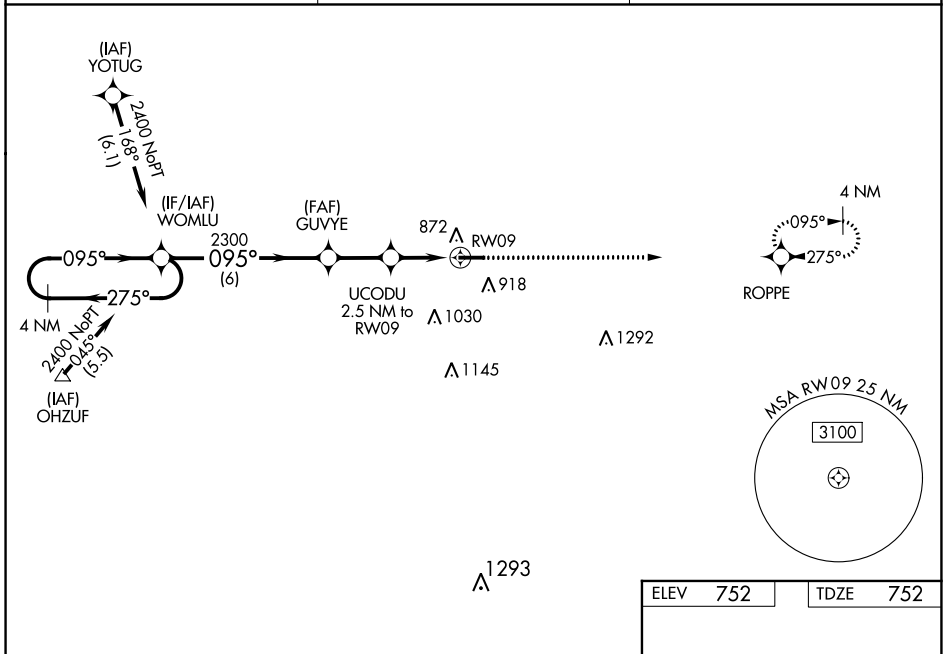 (IAF)
YOTUG
2400 NoPT
168°
(6.1)
(IF/IAF)
WOMLU
(FAF)
GUVYE
872
RW09
4 NM
095°
275°
ROPPE
095°
2300
095°
(6)
275°
4 NM
UCODU
2.5 NM to
RW09
918
1030
1292
1145
2400 NoPT
045°
(5.5)
(IAF)
OHZUF
MSA RW09 25 NM
3100
1293
ELEV 752
TDZE 752